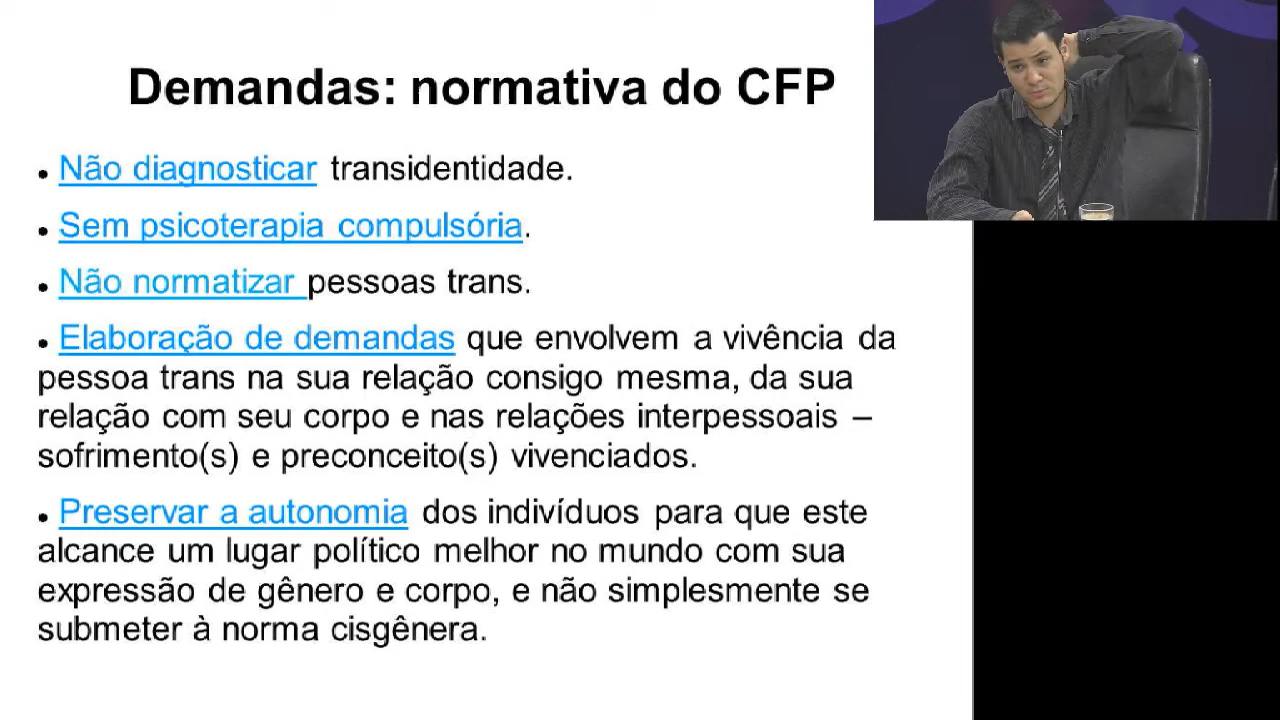 Demandas: normativa do CFP
• Não diagnosticar transidentidade.
• Sem psicoterapia compulsória.
• Não normatizar pessoas trans.
• Elaboração de demandas que envolvem a vivência da
pessoa trans na sua relação consigo mesma, da sua
relação com seu corpo e nas relações interpessoais –
sofrimento(s) e preconceito(s) vivenciados.
• Preservar a autonomia dos indivíduos para que este
alcance um lugar político melhor no mundo com sua
expressão de gênero e corpo, e não simplesmente se
submeter à norma cisgênera.